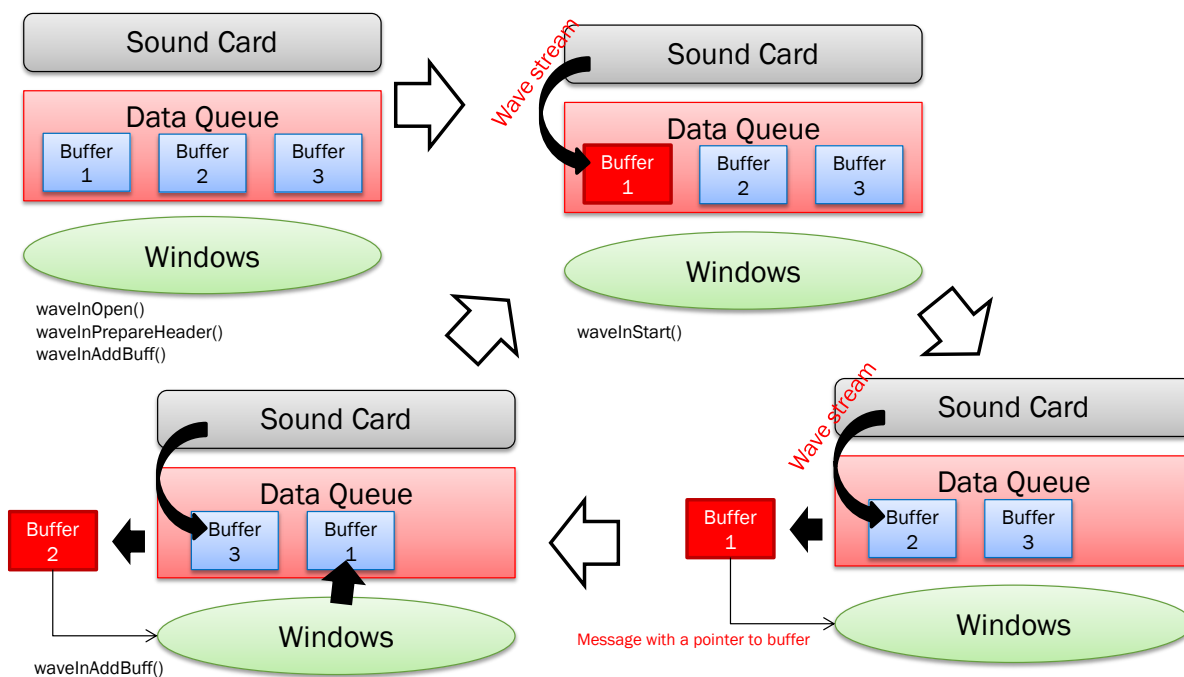 Sound Card
Data Queue
Buffer
1
Buffer
2
Buffer
3
Windows
waveInOpen()
waveInPrepareHeader()
waveInAddBuff()
Wave stream
Sound Card
Data Queue
Buffer
1
Buffer
2
Buffer
3
Windows
waveInStart()
Wave stream
Sound Card
Data Queue
Buffer
1
Buffer
2
Buffer
3
Windows
Message with a pointer to buffer
Sound Card
Data Queue
Buffer
2
Buffer
3
Buffer
1
Windows
waveInAddBuff()